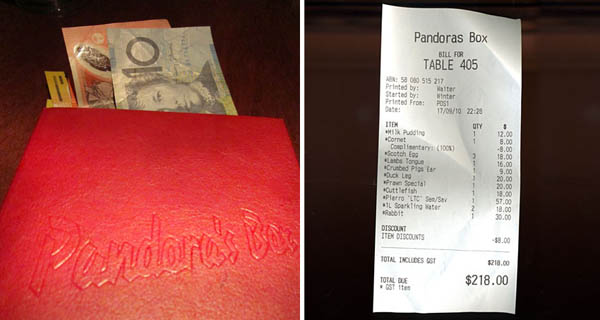 10
Pandora's Box
Pandoras Box
BILL FOR
TABLE 405
ABN: 58 080 515 217
Printed by: Walter
Started by: Winter
Printed From: POS1
Date: 17/09/10 22:28
ITEM QTY $
*Milk Pudding 1 12.00
*Cornet 1 8.00
Complimentary: (100%) -8.00
*Scotch Egg 3 18.00
*Lambs Tongue 1 16.00
*Crumbed Pigs Ear 1 9.00
*Duck Leg 1 20.00
*Prawn Special 1 20.00
*Cuttlefish 1 18.00
*Pierro "LTC" Sem/Sav 1 57.00
*1L Sparkling Water 2 18.00
*Rabbit 1 30.00
DISCOUNT
ITEM DISCOUNTS -$8.00
TOTAL INCLUDES GST $218.00
TOTAL DUE $218.00
* GST Item